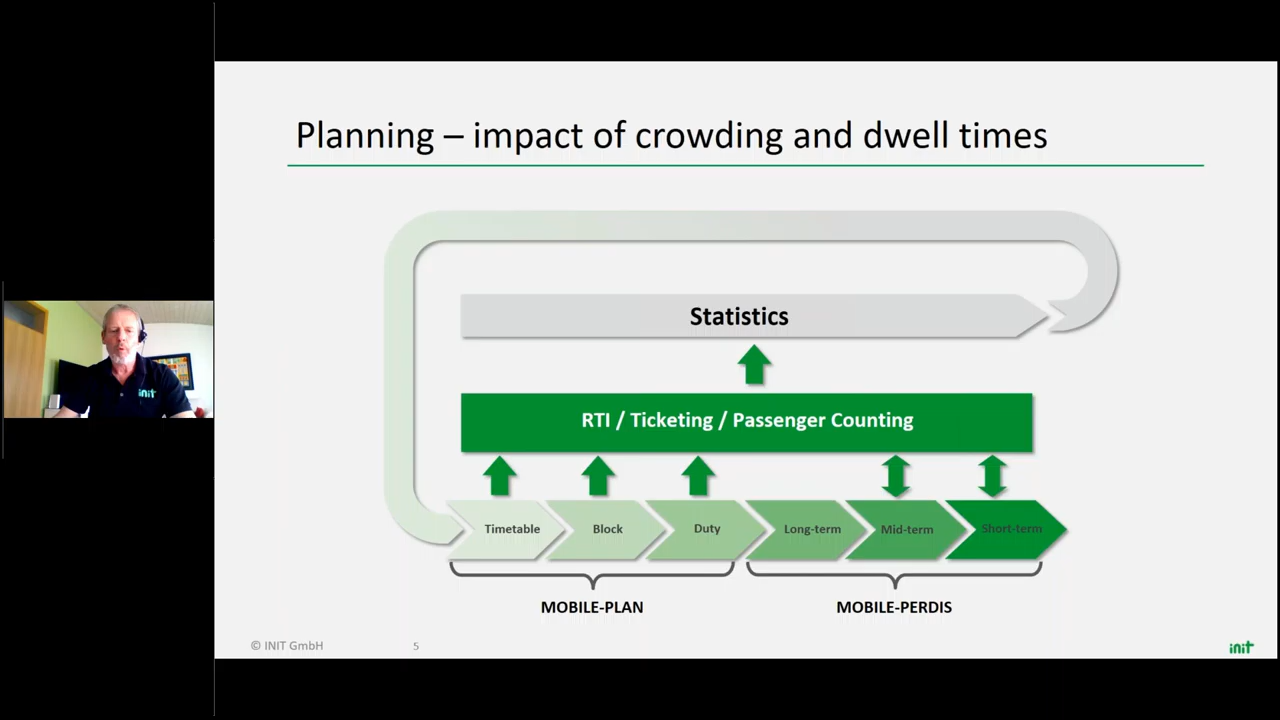 Planning – impact of crowding and dwell times
Statistics
RTI / Ticketing / Passenger Counting
Timetable
Block
Duty
Long-term
Mid-term
Short-term
MOBILE-PLAN
MOBILE-PERDIS
© INIT GmbH
5
init
init